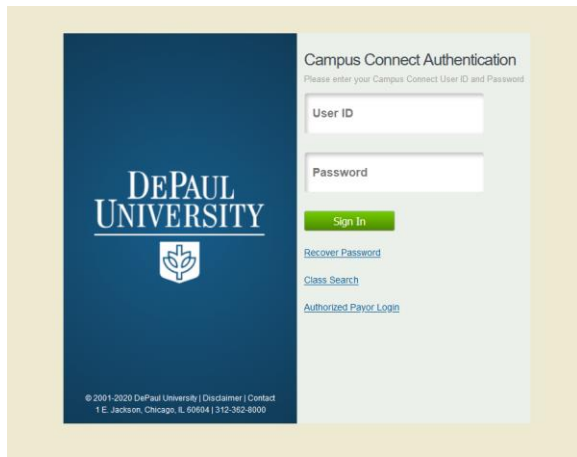 DEPAUL
UNIVERSITY
© 2001-2020 DePaul University | Disclaimer | Contact
1 E. Jackson, Chicago, IL 60604 | 312-362-8000
Campus Connect Authentication
Please enter your Campus Connect User ID and Password
User ID
Password
Sign In
Recover Password
Class Search
Authorized Payor Login